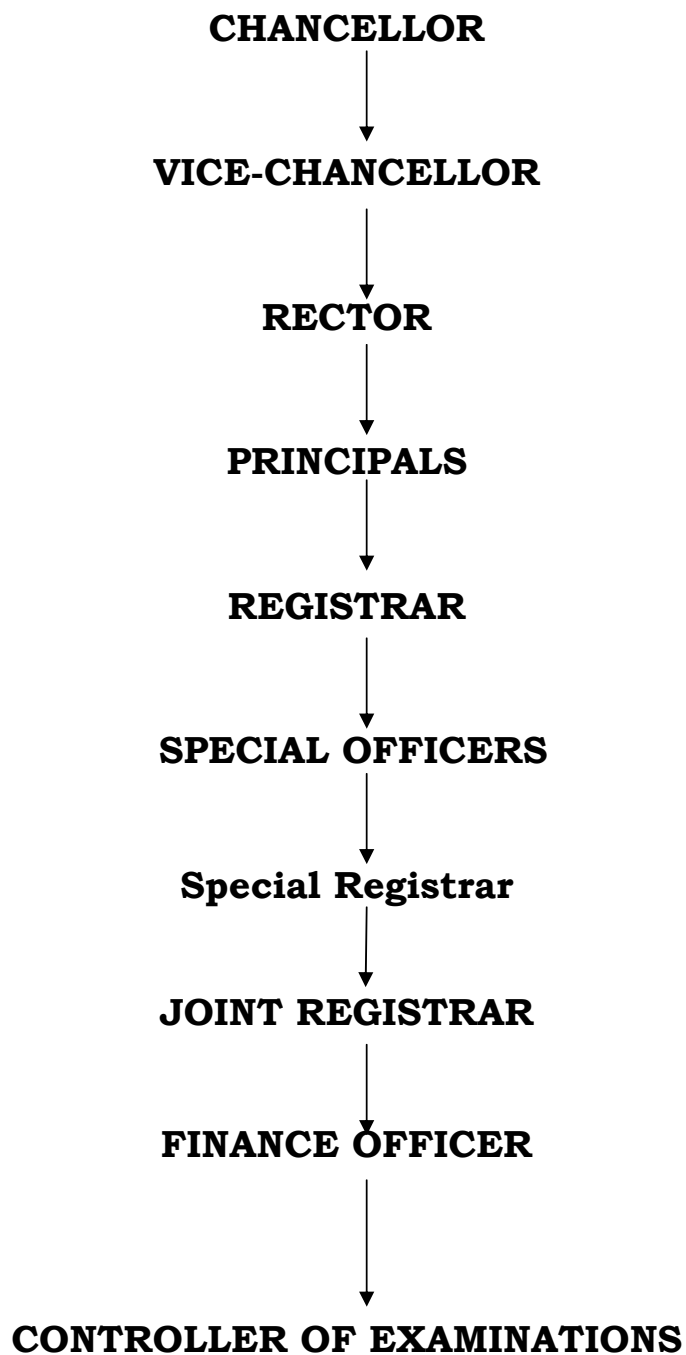 CHANCELLOR
VICE-CHANCELLOR
RECTOR
PRINCIPALS
REGISTRAR
SPECIAL OFFICERS
Special Registrar
JOINT REGISTRAR
FINANCE OFFICER
CONTROLLER OF EXAMINATIONS